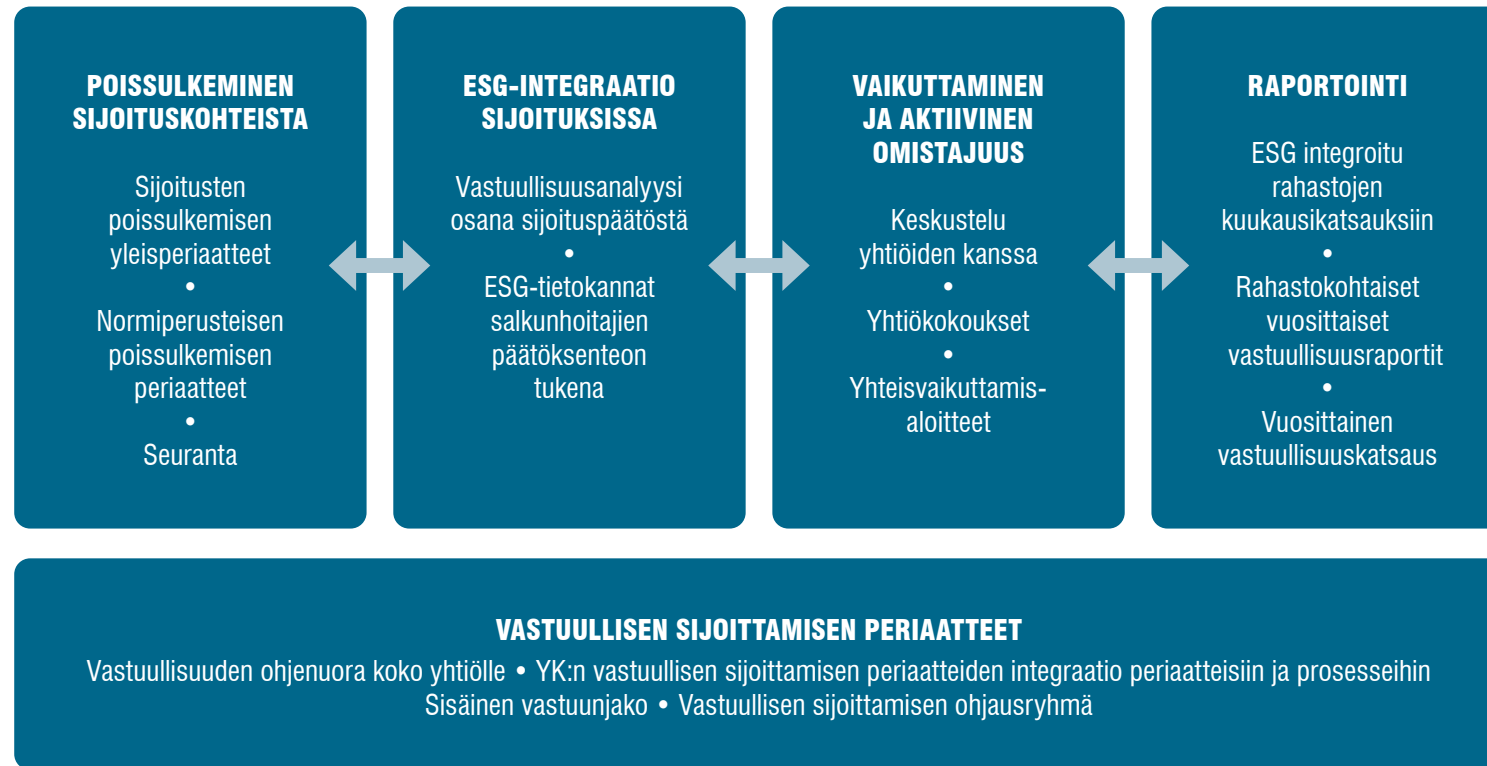 POISSULKEMINEN
SIJOITUSKOHTEISTA
Sijoitusten
poissulkemisen
yleisperiaatteet
•
Normiperusteisen
poissulkemisen
periaatteet
•
Seuranta
ESG-INTEGRAATIO
SIJOITUKSISSA
Vastuullisuusanalyysi
osana sijoituspäätöstä
•
ESG-tietokannat
salkunhoitajien
päätöksenteon
tukena
VAIKUTTAMINEN
JA AKTIIVINEN
OMISTAJUUS
Keskustelu
yhtiöiden kanssa
•
Yhtiökokoukset
•
Yhteisvaikuttamis-
aloitteet
RAPORTOINTI
ESG integroitu
rahastojen
kuukausikatsauksiin
•
Rahastokohtaiset
vuosittaiset
vastuullisuusraportit
•
Vuosittainen
vastuullisuuskatsaus
VASTUULLISEN SIJOITTAMISEN PERIAATTEET
Vastuullisuuden ohjenuora koko yhtiölle • YK:n vastuullisen sijoittamisen periaatteiden integraatio periaatteisiin ja prosesseihin
Sisäinen vastuunjako • Vastuullisen sijoittamisen ohjausryhmä